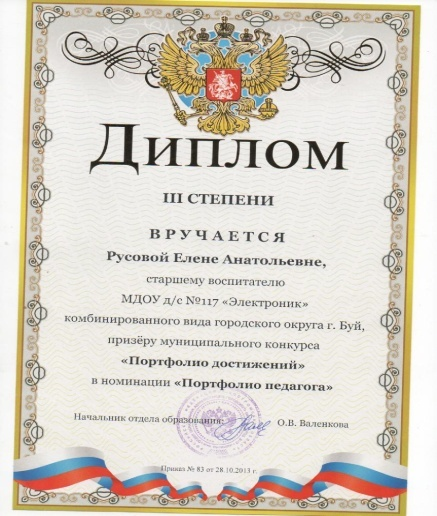 ДИПЛОМ
III СТЕПЕНИ
ВРУЧАЕТСЯ
Русовой Елене Анатольевне,
старшему воспитателю
МДОУ д/с №117 «Электроник»
комбинированного вида городского округа г. Буй,
призёру муниципального конкурса
«Портфолио достижений»
в номинации «Портфолио педагога»
Начальник отдела образования: О.В. Валенкова
Приказ № 83 от 28.10.2013 г.